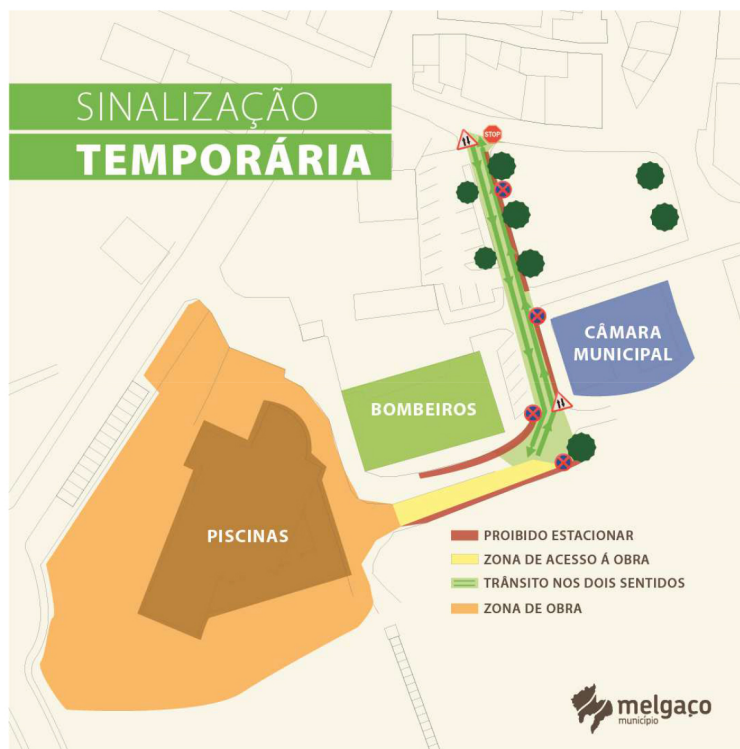 SINALIZAÇÃO
TEMPORÁRIA
STOP
CÂMARA
MUNICIPAL
BOMBEIROS
PISCINAS
PROIBIDO ESTACIONAR
ZONA DE ACESSO Á OBRA
TRÂNSITO NOS DOIS SENTIDOS
ZONA DE OBRA
melgaço
município